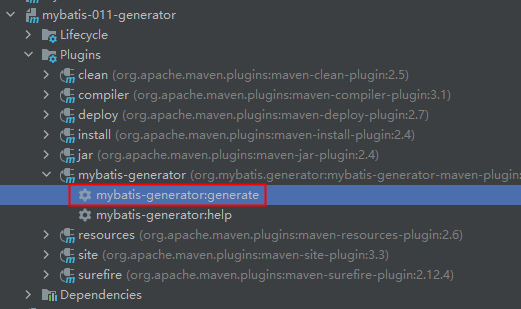 mybatis-011-generator
Lifecycle
Plugins
clean (org.apache.maven.plugins:maven-clean-plugin:2.5)
compiler (org.apache.maven.plugins:maven-compiler-plugin:3.1)
deploy (org.apache.maven.plugins:maven-deploy-plugin:2.7)
install (org.apache.maven.plugins:maven-install-plugin:2.4)
jar (org.apache.maven.plugins:maven-jar-plugin:2.4)
mybatis-generator (org.mybatis.generator:mybatis-generator-maven-plugin:
mybatis-generator:generate
mybatis-generator:help
resources (org.apache.maven.plugins:maven-resources-plugin:2.6)
site (org.apache.maven.plugins:maven-site-plugin:3.3)
surefire (org.apache.maven.plugins:maven-surefire-plugin:2.12.4)
Dependencies